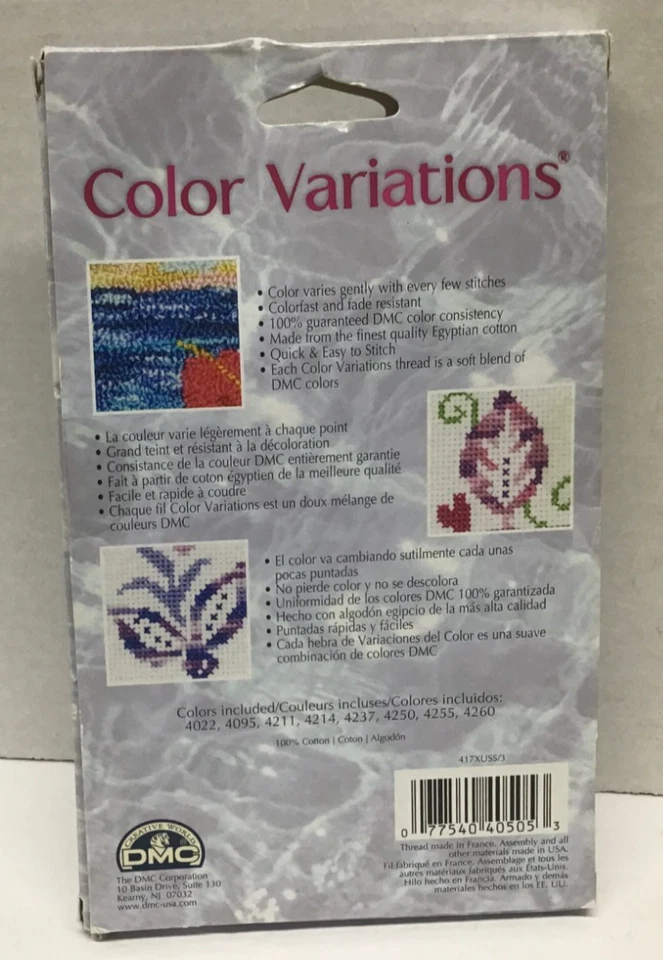 Color Variations®
• Color varies gently with every few stitches
• Colorfast and fade resistant
• 100% guaranteed DMC color consistency
• Made from the finest quality Egyptian cotton
• Quick & Easy to Stitch
• Each Color Variations thread is a soft blend of
DMC colors
• La couleur varie légèrement à chaque point
• Grand teint et résistant à la décoloration
• Consistance de la couleur DMC entièrement garantie
• Fait à partir de coton égyptien de la meilleure qualité
• Facile et rapide à coudre
• Chaque fil Color Variations est un doux mélange de
couleurs DMC
• El color va cambiando sutilmente cada unas
pocas puntadas
• No pierde color y no se descolora
• Uniformidad de los colores DMC 100% garantizada
• Hecho con algodón egipcio de la más alta calidad
• Puntadas rápidas y fáciles
• Cada hebra de Variaciones del Color es una suave
combinación de colores DMC
Colors included/Couleurs incluses/Colores incluidos:
4022, 4095, 4211, 4214, 4237, 4250, 4255, 4260
100% Cotton | Coton | Algodón
417XUSS/3
0 77540 40505 3
Thread made in France. Assembly and all
other materials made in USA.
Fil fabriqué en France. Assemblage et tous les
autres matériaux fabriqués aux États-Unis.
Hilo hecho en Francia. Armado y demás
materiales hechos en los EE. UU.
CREATIVE WORLD
DMC
The DMC Corporation
10 Basin Drive, Suite 130
Kearny, NJ 07032
www.dmc-usa.com